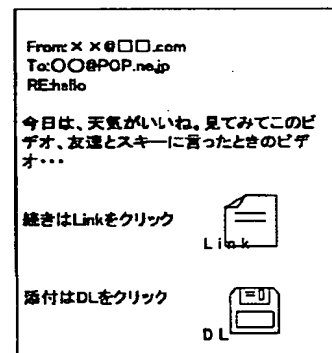 From:××@□□.com
To:○○@POP.ne.jp
RE:hello
今日は、天気がいいね。見てみてこのビ
デオ、友達とスキーに言ったときのビデ
オ・・・
続きはLinkをクリック
Link
添付はDLをクリック
DL